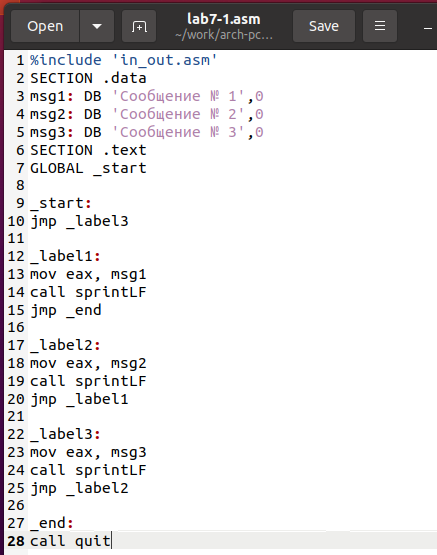 Open
lab7-1.asm
~/work/arch-pc...
Save
1 %include 'in_out.asm'
2 SECTION .data
3 msg1: DB 'Сообщение № 1',0
4 msg2: DB 'Сообщение № 2',0
5 msg3: DB 'Сообщение № 3',0
6 SECTION .text
7 GLOBAL _start
8
9 _start:
10 jmp _label3
11
12 _label1:
13 mov eax, msg1
14 call sprintLF
15 jmp _end
16
17 _label2:
18 mov eax, msg2
19 call sprintLF
20 jmp _label1
21
22 _label3:
23 mov eax, msg3
24 call sprintLF
25 jmp _label2
26
27 _end:
28 call quit